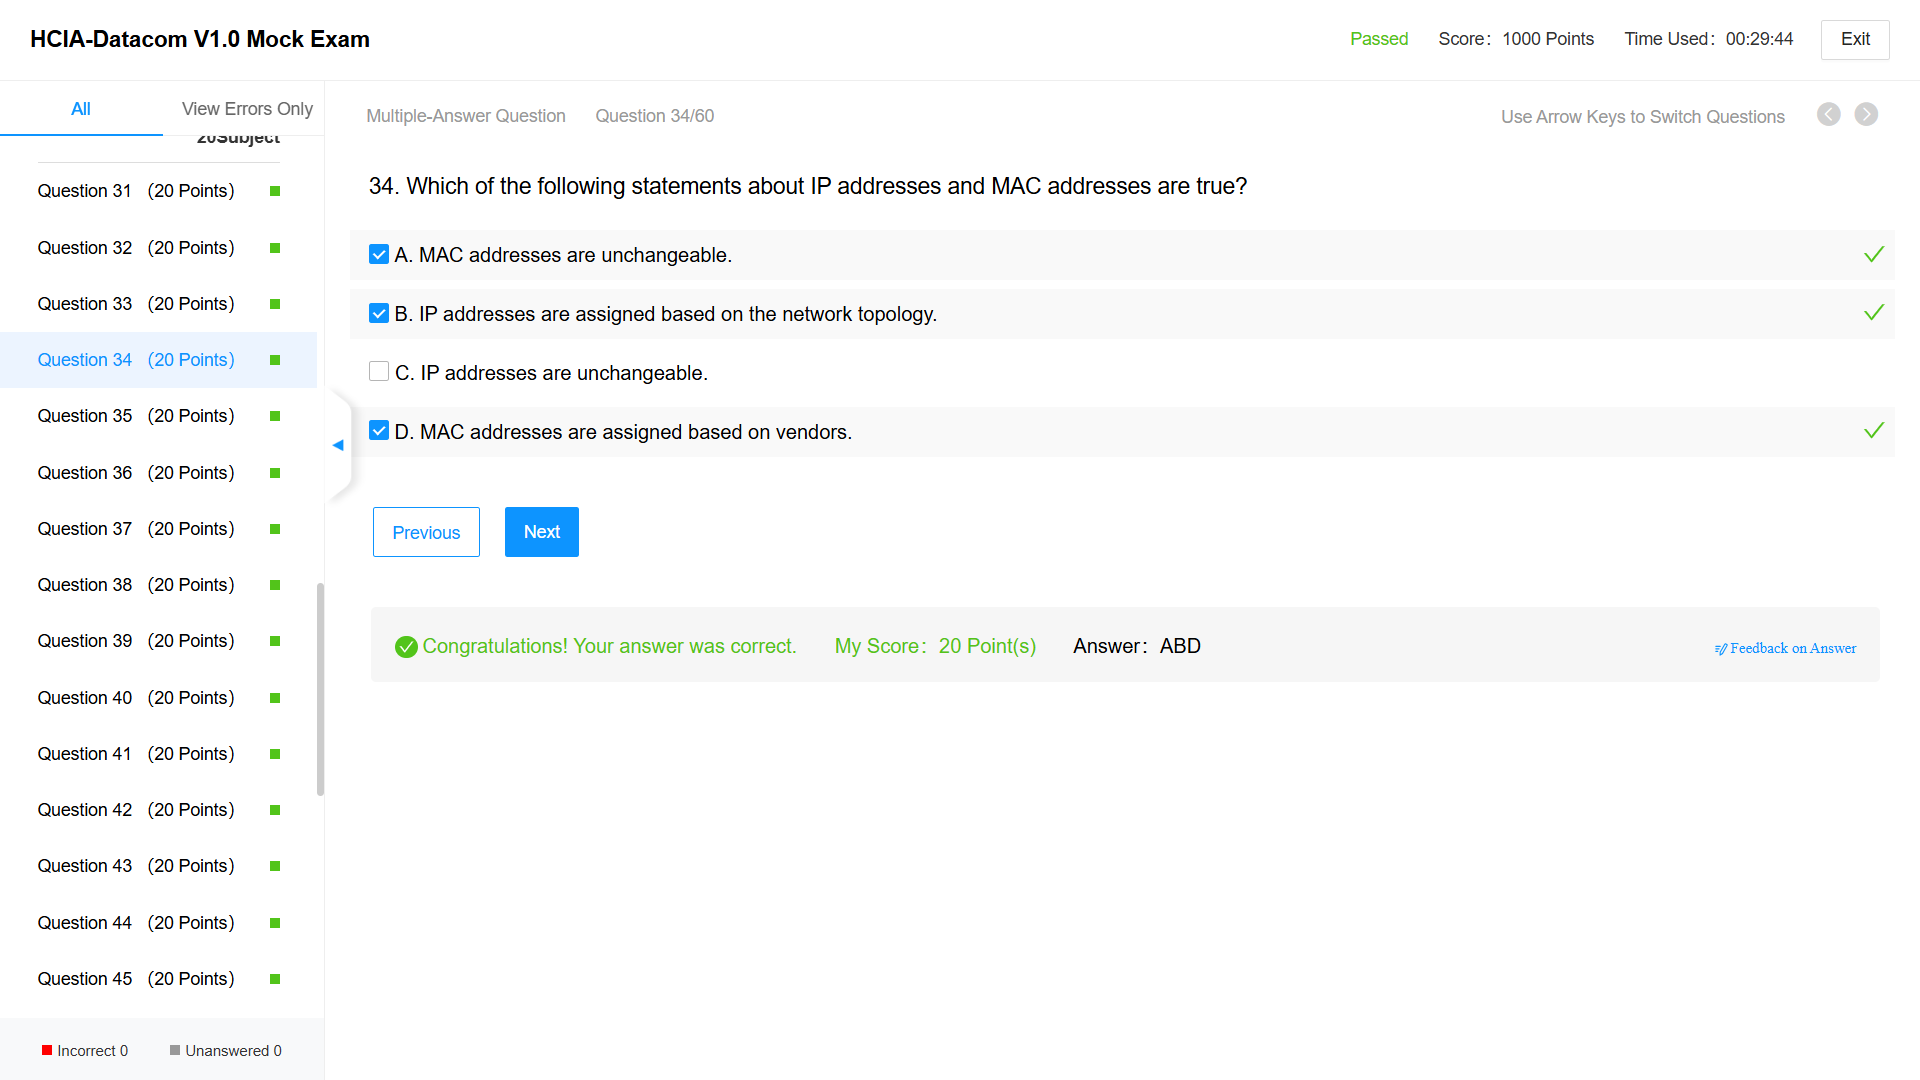 HCIA-Datacom V1.0 Mock Exam
Passed Score: 1000 Points Time Used: 00:29:44 Exit
All View Errors Only
20Subject
Question 31 (20 Points)
Question 32 (20 Points)
Question 33 (20 Points)
Question 34 (20 Points)
Question 35 (20 Points)
Question 36 (20 Points)
Question 37 (20 Points)
Question 38 (20 Points)
Question 39 (20 Points)
Question 40 (20 Points)
Question 41 (20 Points)
Question 42 (20 Points)
Question 43 (20 Points)
Question 44 (20 Points)
Question 45 (20 Points)
Incorrect 0 Unanswered 0
Multiple-Answer Question Question 34/60 Use Arrow Keys to Switch Questions
34. Which of the following statements about IP addresses and MAC addresses are true?
A. MAC addresses are unchangeable.
B. IP addresses are assigned based on the network topology.
C. IP addresses are unchangeable.
D. MAC addresses are assigned based on vendors.
Previous Next
Congratulations! Your answer was correct. My Score: 20 Point(s) Answer: ABD Feedback on Answer